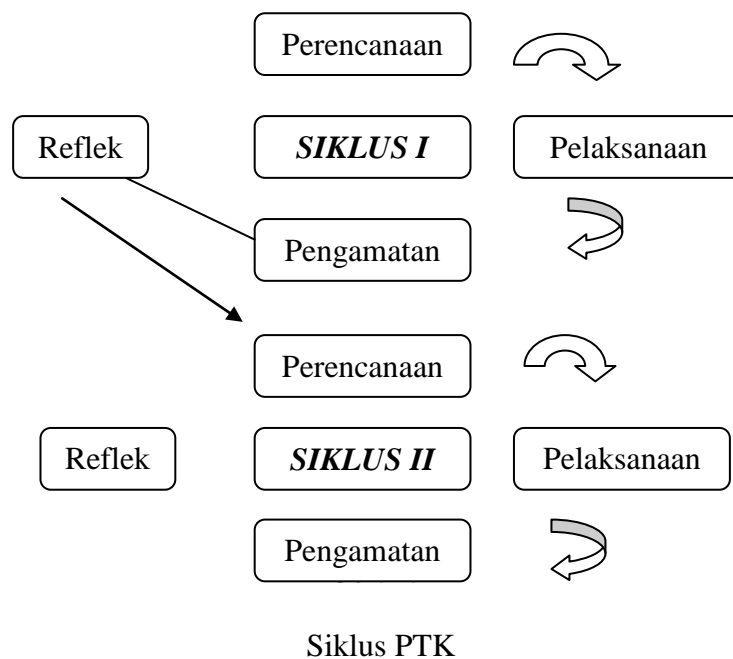 Perencanaan
Reflek
SIKLUS I
Pelaksanaan
Pengamatan
Perencanaan
Reflek
SIKLUS II
Pelaksanaan
Pengamatan
Siklus PTK